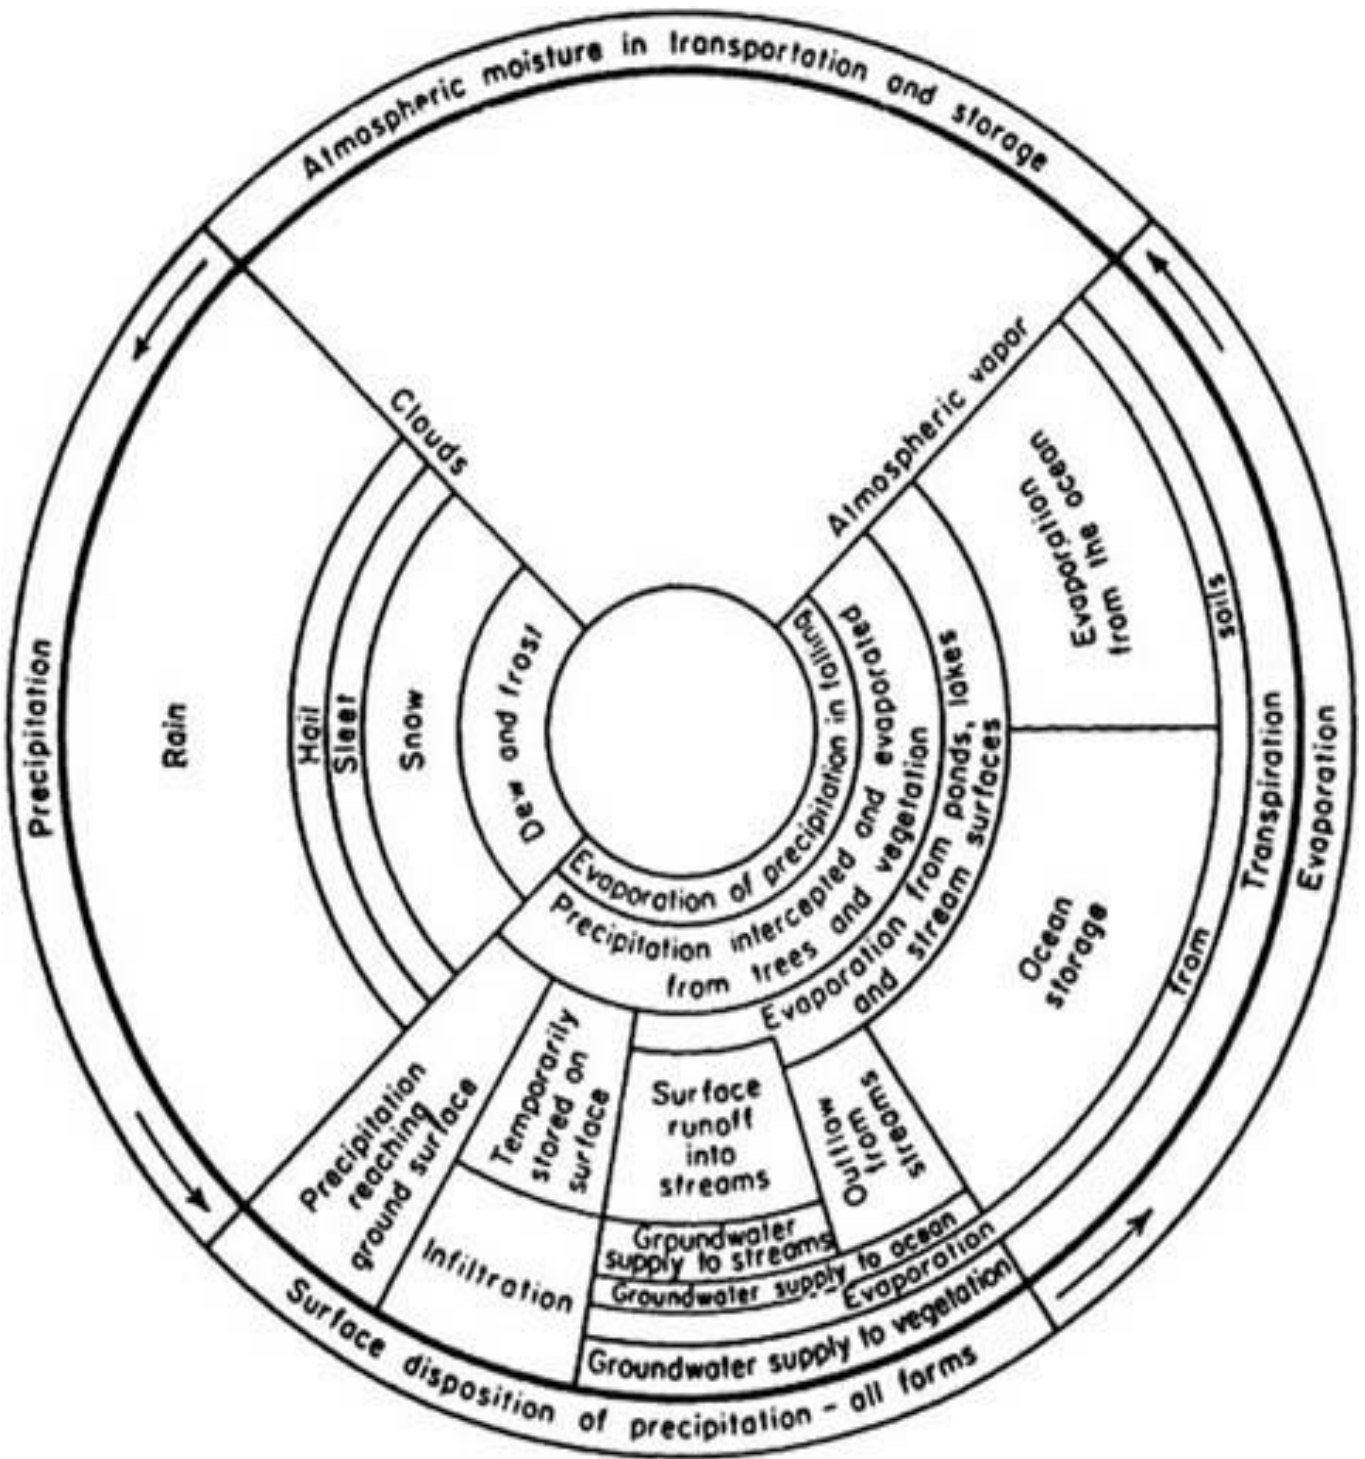 Atmospheric moisture in transportation and storage
Clouds
Atmospheric vapor
Precipitation
Rain
Hail
Sleet
Snow
Dew and frost
Evaporation of precipitation in falling
Precipitation intercepted and evaporated
from trees and vegetation
Evaporation from ponds, lakes
and stream surfaces
Evaporation
from the ocean
Ocean
storage
Evaporation from soils
Transpiration
Evaporation
Precipitation
reaching
ground surface
Temporarily
stored on
surface
Infiltration
Surface
runoff
into
streams
Outflow
from
streams
Groundwater
supply to streams
Groundwater supply to ocean
Groundwater supply to vegetation
Surface disposition of precipitation - all forms